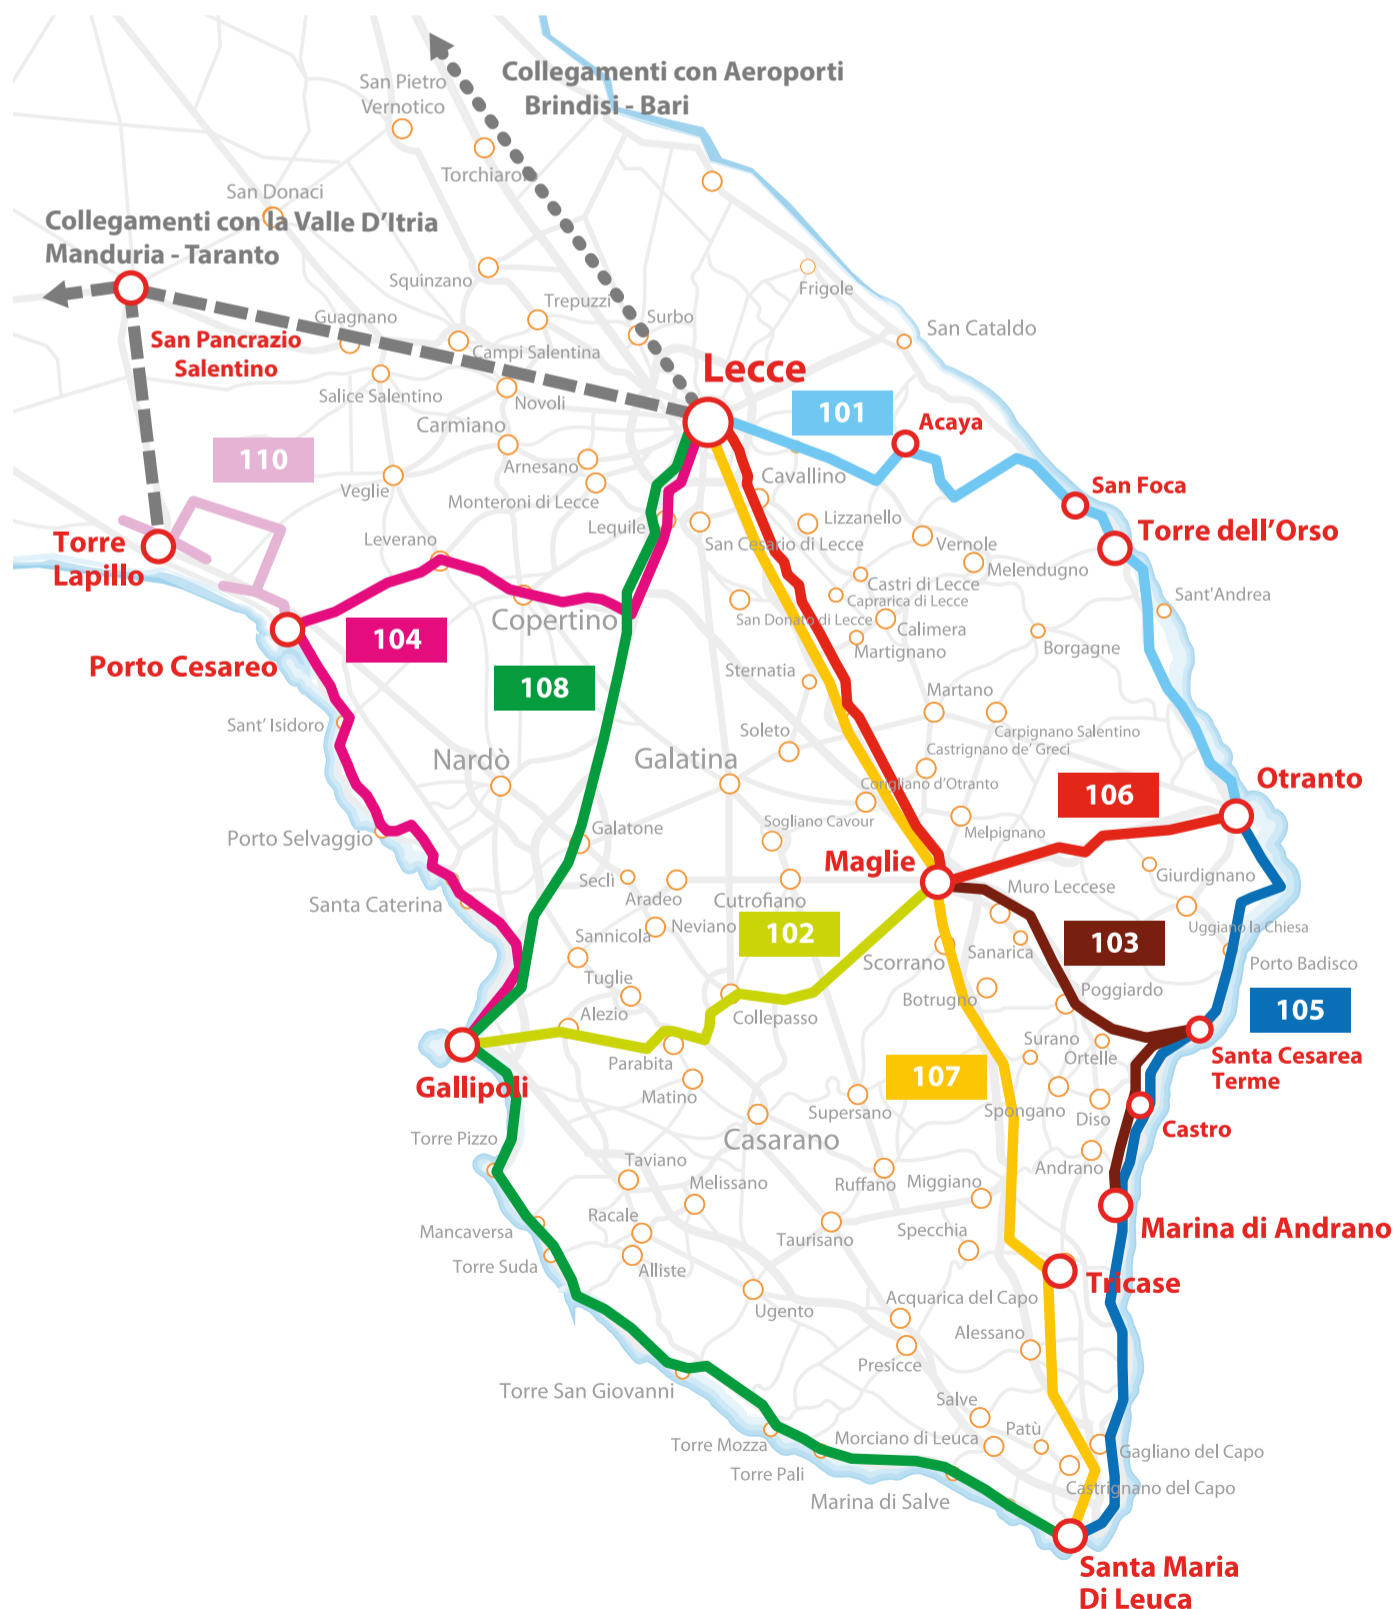 Collegamenti con Aeroporti
Brindisi - Bari
San Pietro
Vernotico
Torchiarolo
San Donaci
Collegamenti con la Valle D'Itria
Manduria - Taranto
Squinzano
Frigole
Trepuzzi
Guagnano
Surbo
San Cataldo
San Pancrazio
Salentino
Campi Salentina
Lecce
Salice Salentino
Novoli
101
Acaya
Carmiano
110
Arnesano
Cavallino
Veglie
San Foca
Monteroni di Lecce
Lizzanello
Lequile
Torre dell'Orso
Leverano
San Cesario di Lecce
Vernole
Torre
Lapillo
Melendugno
Castri di Lecce
Sant'Andrea
Caprarica di Lecce
Copertino
San Donato di Lecce
Calimera
104
Borgagne
Martignano
Porto Cesareo
Sternatia
108
Martano
Sant' Isidoro
Soleto
Carpignano Salentino
Castrignano de' Greci
Nardò
Galatina
Otranto
Corigliano d'Otranto
106
Sogliano Cavour
Galatone
Melpignano
Porto Selvaggio
Maglie
Giurdignano
Seclì
Muro Leccese
Aradeo
Cutrofiano
Santa Caterina
Neviano
Uggiano la Chiesa
102
Sannicola
103
Sanarica
Scorrano
Porto Badisco
Tuglie
Poggiardo
Botrugno
Alezio
Collepasso
105
Surano
Santa Cesarea
Terme
Ortelle
Parabita
107
Gallipoli
Matino
Supersano
Spongano
Diso
Castro
Torre Pizzo
Casarano
Taviano
Andrano
Melissano
Ruffano
Miggiano
Racale
Mancaversa
Specchia
Marina di Andrano
Taurisano
Torre Suda
Alliste
Tricase
Acquarica del Capo
Ugento
Alessano
Presicce
Torre San Giovanni
Salve
Patù
Morciano di Leuca
Torre Mozza
Gagliano del Capo
Torre Pali
Castrignano del Capo
Marina di Salve
Santa Maria
Di Leuca